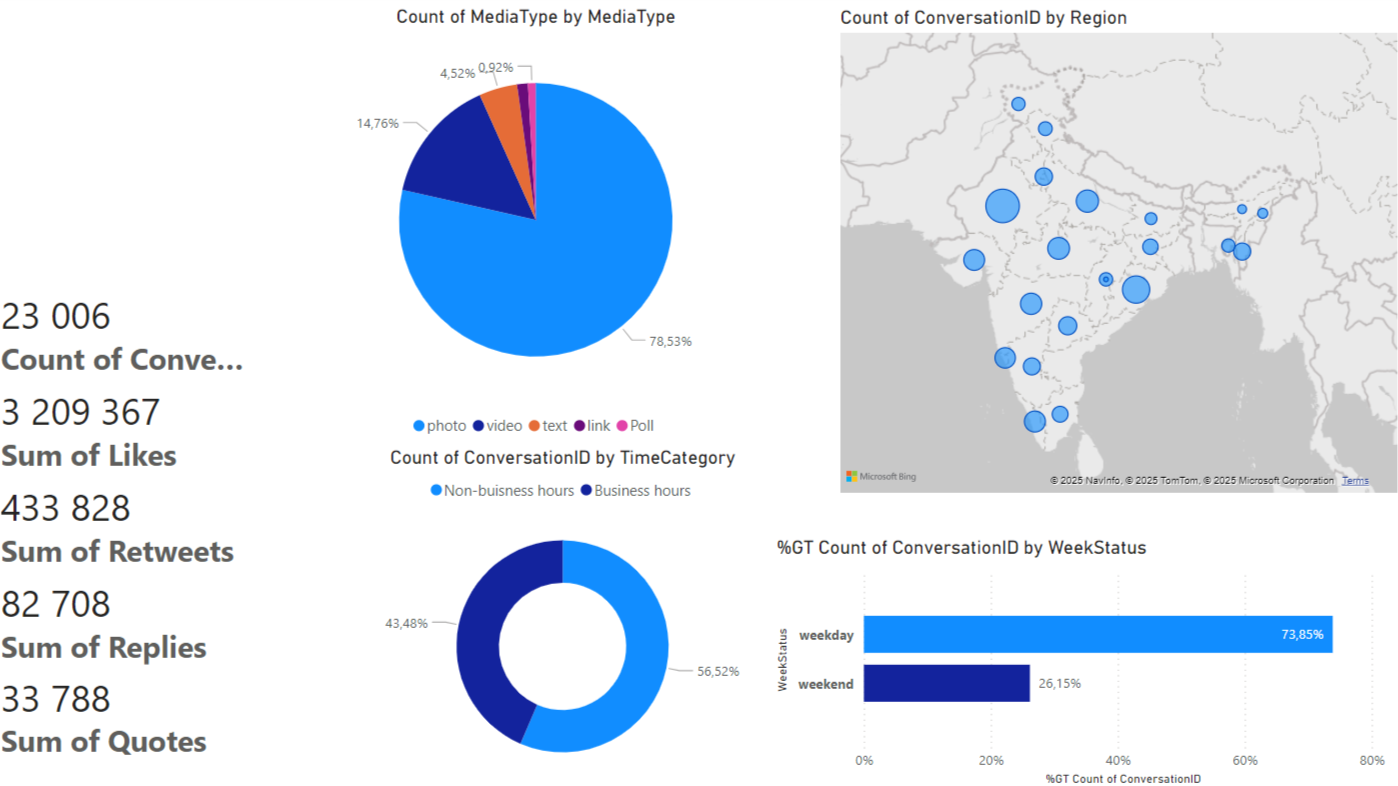 23 006
Count of Conve...
3 209 367
Sum of Likes
433 828
Sum of Retweets
82 708
Sum of Replies
33 788
Sum of Quotes
Count of MediaType by MediaType
0,92%
4,52%
14,76%
78,53%
photo video text link Poll
Count of ConversationID by TimeCategory
Non-buisness hours Business hours
43,48%
56,52%
Count of ConversationID by Region
Microsoft Bing
© 2025 NavInfo, © 2025 TomTom, © 2025 Microsoft Corporation Terms
%GT Count of ConversationID by WeekStatus
WeekStatus
weekday
73,85%
weekend
26,15%
0% 20% 40% 60% 80%
%GT Count of ConversationID